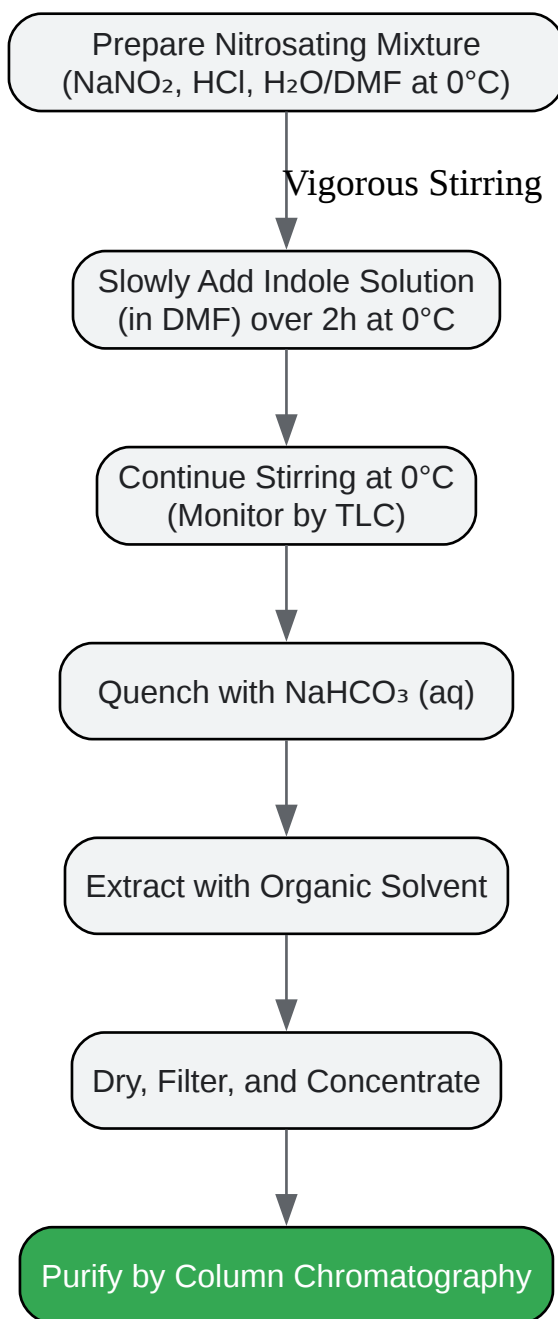 Prepare Nitrosating Mixture
(NaNO₂, HCl, H₂O/DMF at 0°C)
Vigorous Stirring
Slowly Add Indole Solution
(in DMF) over 2h at 0°C
Continue Stirring at 0°C
(Monitor by TLC)
Quench with NaHCO₃ (aq)
Extract with Organic Solvent
Dry, Filter, and Concentrate
Purify by Column Chromatography